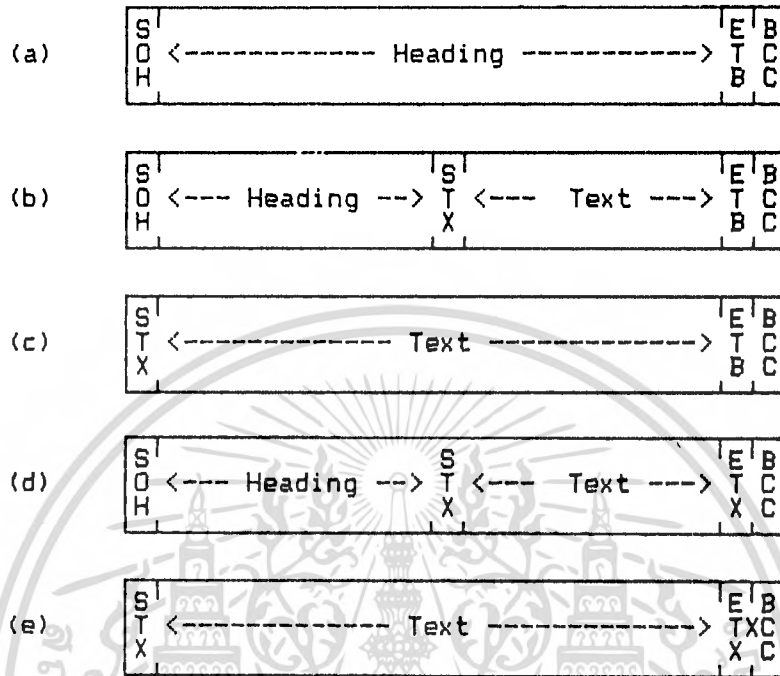 (a) SOH <------------ Heading ------------> ETB BCC
(b) SOH <--- Heading --> STX <--- Text ----> ETB BCC
(c) STX <------------- Text -------------> ETB BCC
(d) SOH <--- Heading --> STX <--- Text ----> ETX BCC
(e) STX <------------- Text -------------> ETX XBCC